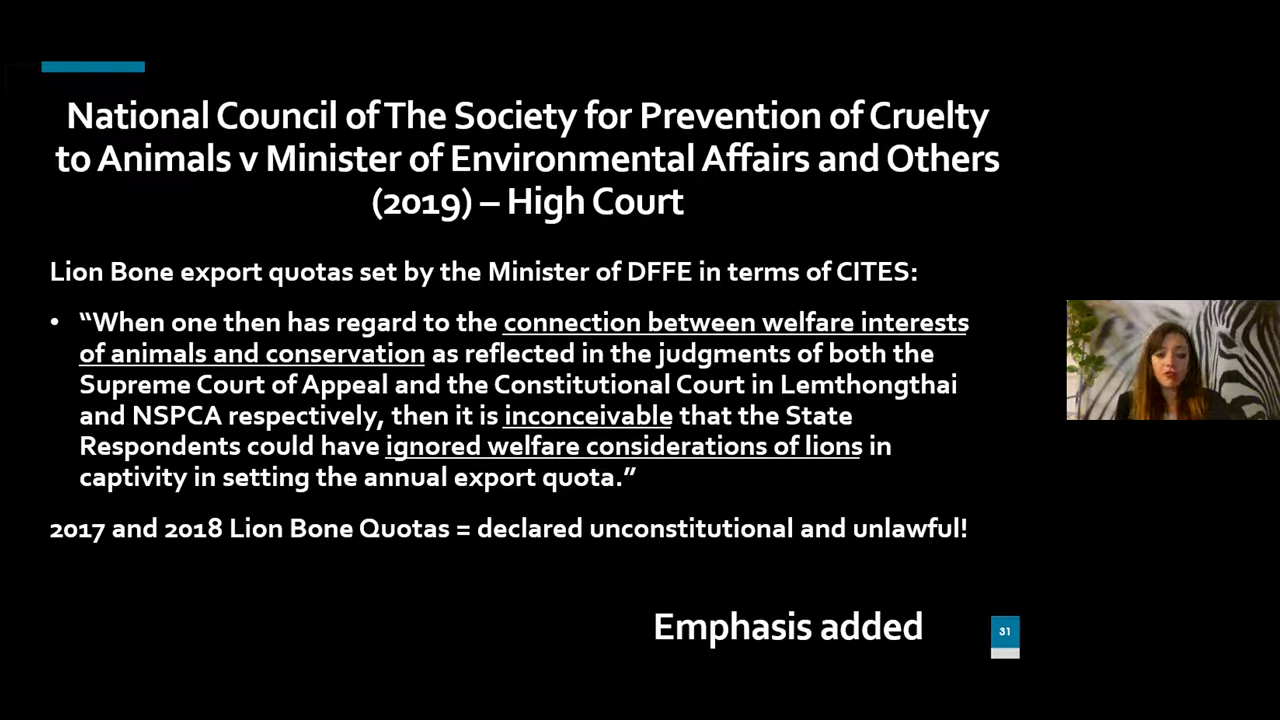 National Council of The Society for Prevention of Cruelty
to Animals v Minister of Environmental Affairs and Others
(2019) – High Court
Lion Bone export quotas set by the Minister of DFFE in terms of CITES:
• “When one then has regard to the connection between welfare interests
of animals and conservation as reflected in the judgments of both the
Supreme Court of Appeal and the Constitutional Court in Lemthongthai
and NSPCA respectively, then it is inconceivable that the State
Respondents could have ignored welfare considerations of lions in
captivity in setting the annual export quota.”
2017 and 2018 Lion Bone Quotas = declared unconstitutional and unlawful!
Emphasis added
31